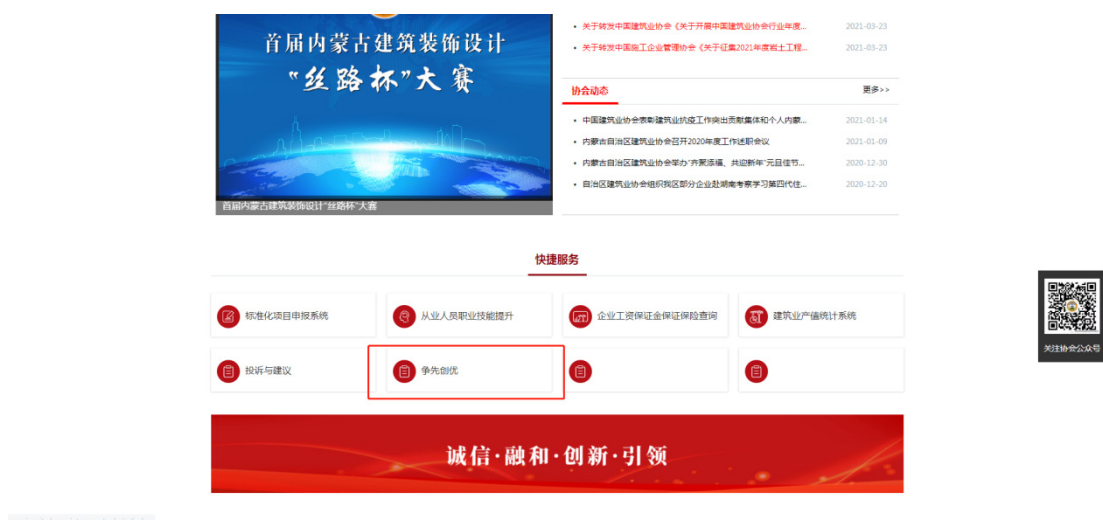 首届内蒙古建筑装饰设计
“丝路杯”大赛
首届内蒙古建筑装饰设计“丝路杯”大赛
• 关于转发中国建筑业协会《关于开展中国建筑业协会行业年度... 2021-03-23
• 关于转发中国施工企业管理协会《关于征集2021年度岩土工程... 2021-03-23
协会动态 更多>>
• 中国建筑业协会表彰建筑业抗疫工作突出贡献集体和个人内蒙... 2021-01-14
• 内蒙古自治区建筑业协会召开2020年度工作述职会议 2021-01-09
• 内蒙古自治区建筑业协会举办“齐聚添福、共迎新年”元旦佳节... 2020-12-30
• 自治区建筑业协会组织我区部分企业赴湖南考察学习第四代住... 2020-12-20
快捷服务
标准化项目申报系统
从业人员职业技能提升
企业工资保证金保证保险查询
建筑业产值统计系统
投诉与建议
争先创优
关注协会公众号
诚信·融和·创新·引领